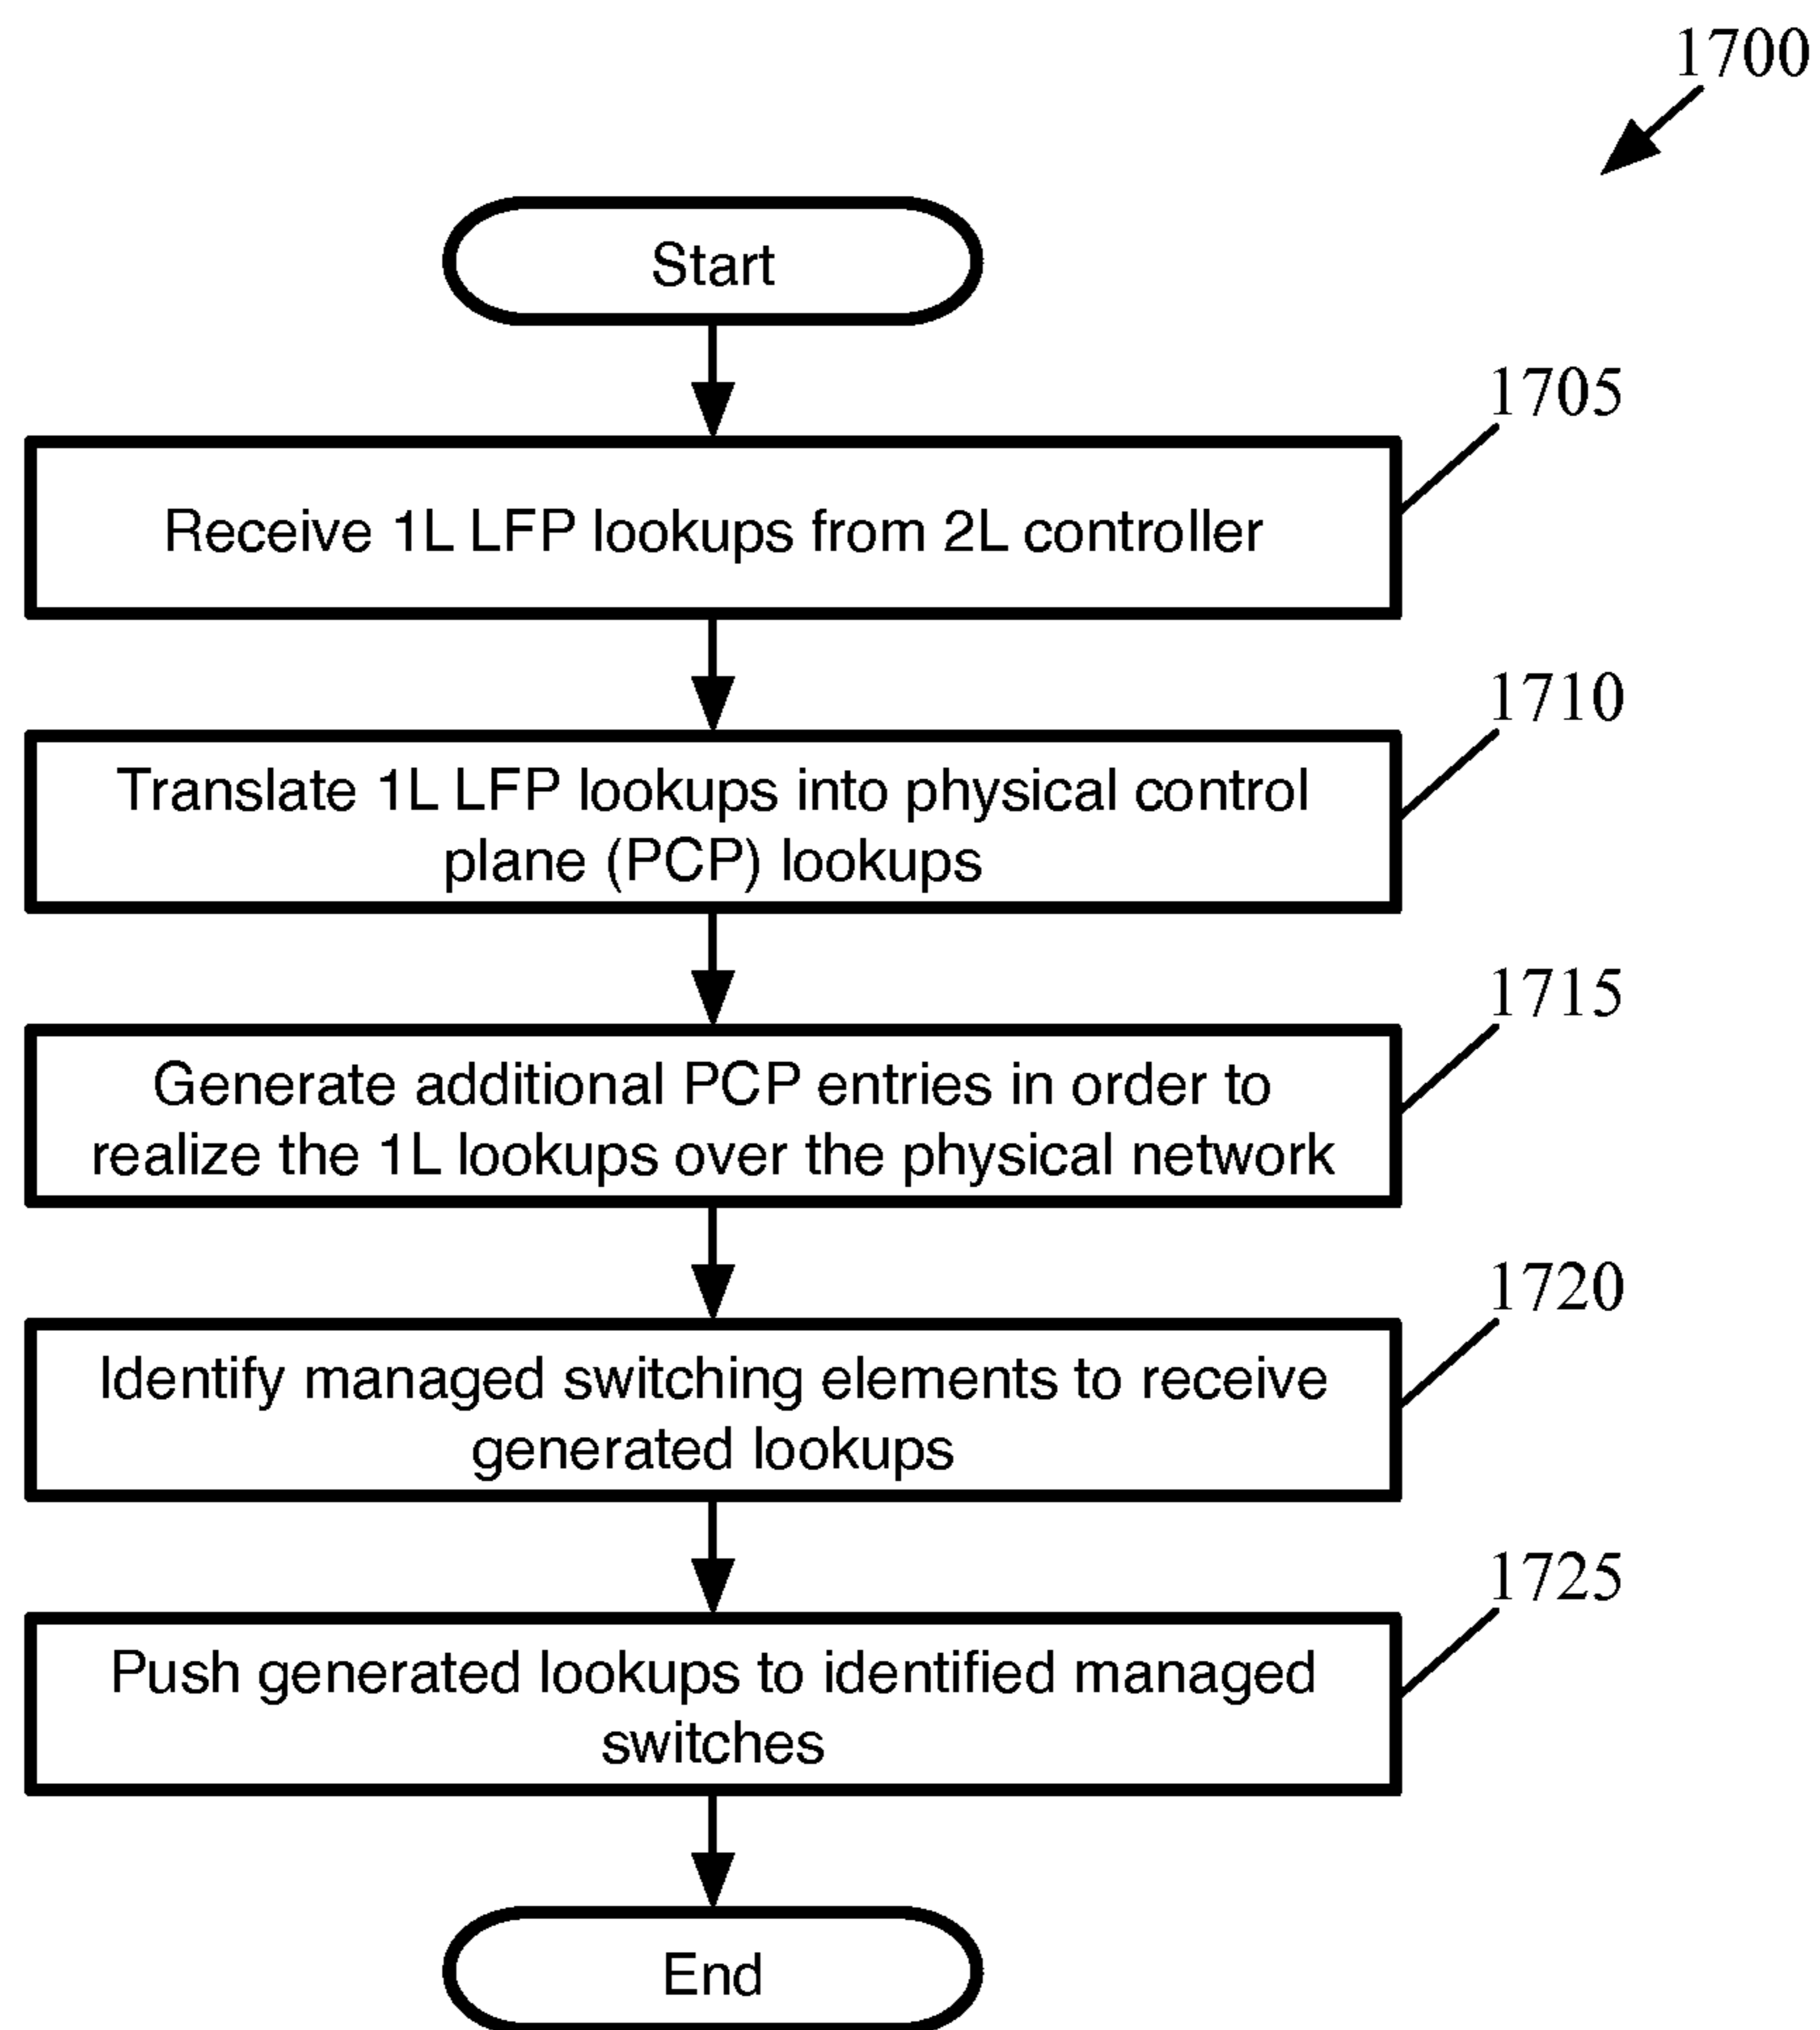 1700
Start
1705
Receive 1L LFP lookups from 2L controller
1710
Translate 1L LFP lookups into physical control
plane (PCP) lookups
1715
Generate additional PCP entries in order to
realize the 1L lookups over the physical network
1720
Identify managed switching elements to receive
generated lookups
1725
Push generated lookups to identified managed
switches
End